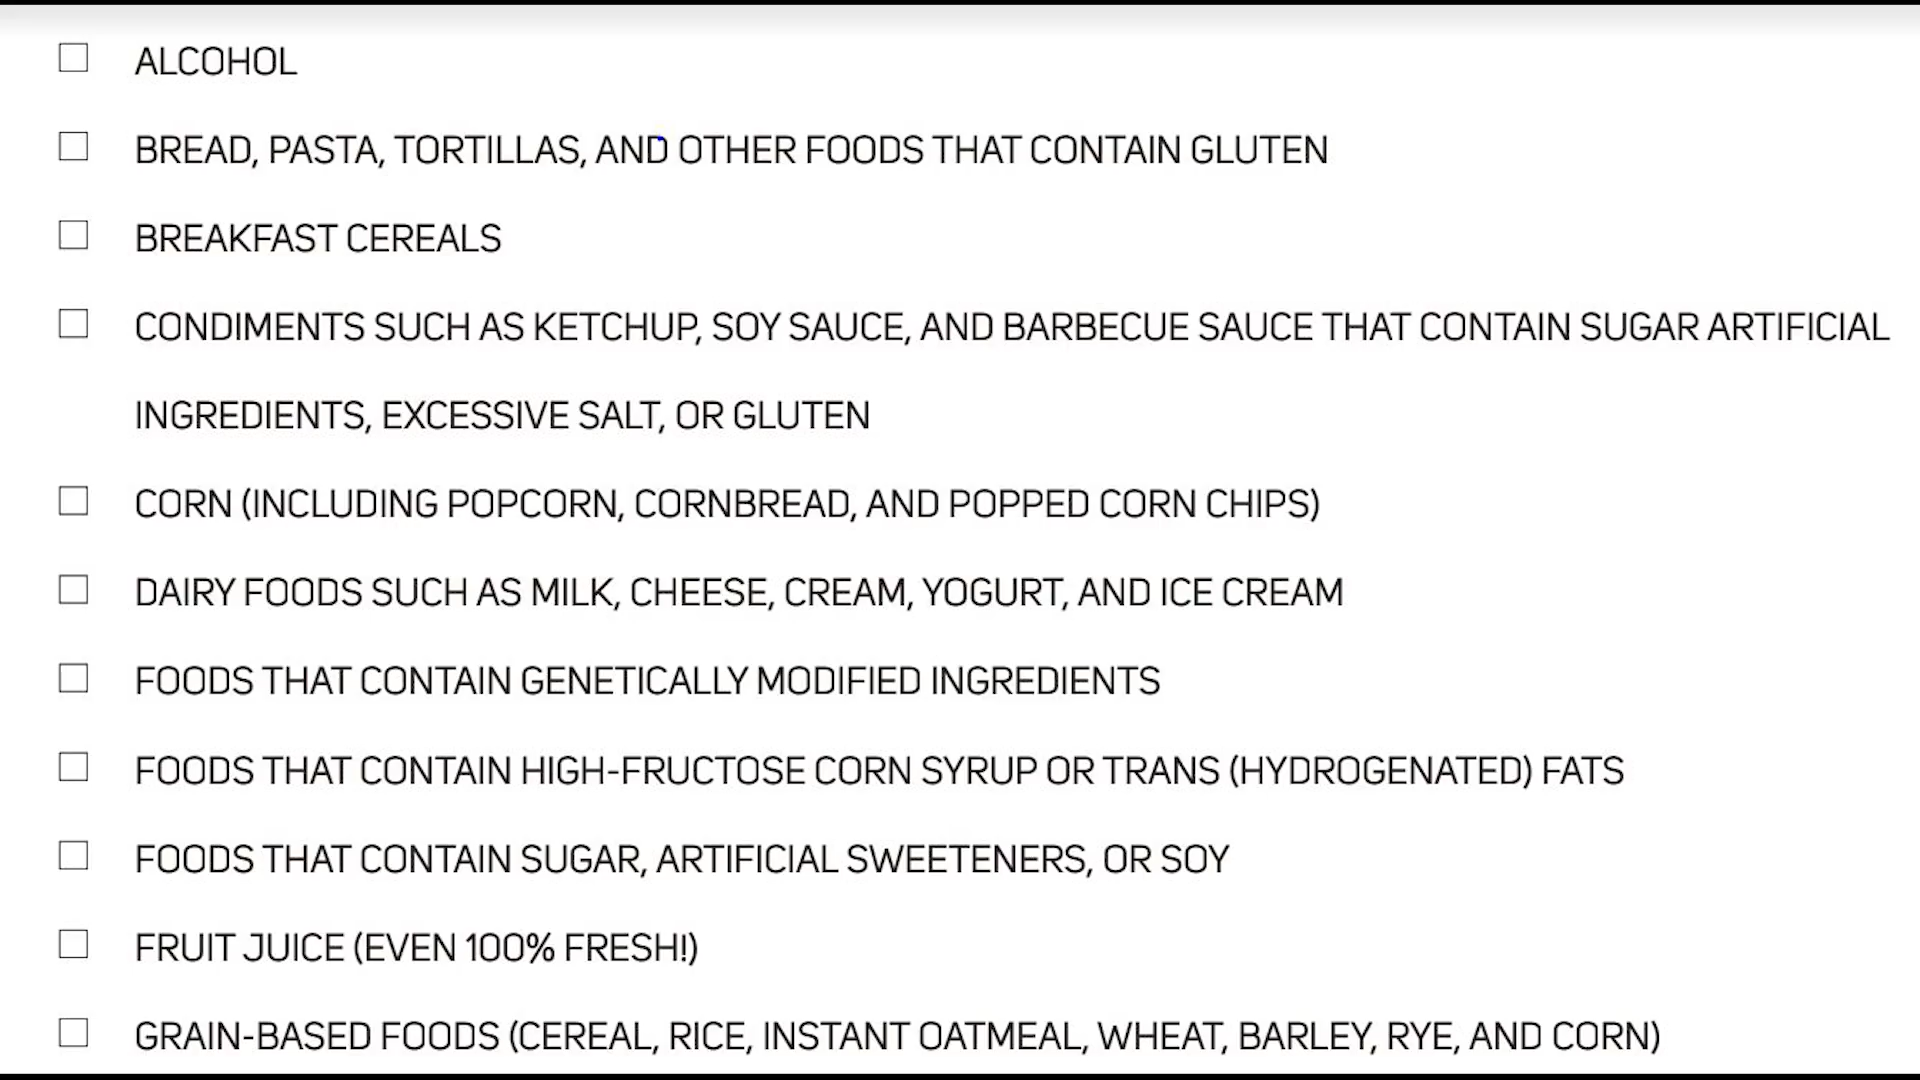 ALCOHOL
BREAD, PASTA, TORTILLAS, AND OTHER FOODS THAT CONTAIN GLUTEN
BREAKFAST CEREALS
CONDIMENTS SUCH AS KETCHUP, SOY SAUCE, AND BARBECUE SAUCE THAT CONTAIN SUGAR ARTIFICIAL
INGREDIENTS, EXCESSIVE SALT, OR GLUTEN
CORN (INCLUDING POPCORN, CORNBREAD, AND POPPED CORN CHIPS)
DAIRY FOODS SUCH AS MILK, CHEESE, CREAM, YOGURT, AND ICE CREAM
FOODS THAT CONTAIN GENETICALLY MODIFIED INGREDIENTS
FOODS THAT CONTAIN HIGH-FRUCTOSE CORN SYRUP OR TRANS (HYDROGENATED) FATS
FOODS THAT CONTAIN SUGAR, ARTIFICIAL SWEETENERS, OR SOY
FRUIT JUICE (EVEN 100% FRESH!)
GRAIN-BASED FOODS (CEREAL, RICE, INSTANT OATMEAL, WHEAT, BARLEY, RYE, AND CORN)